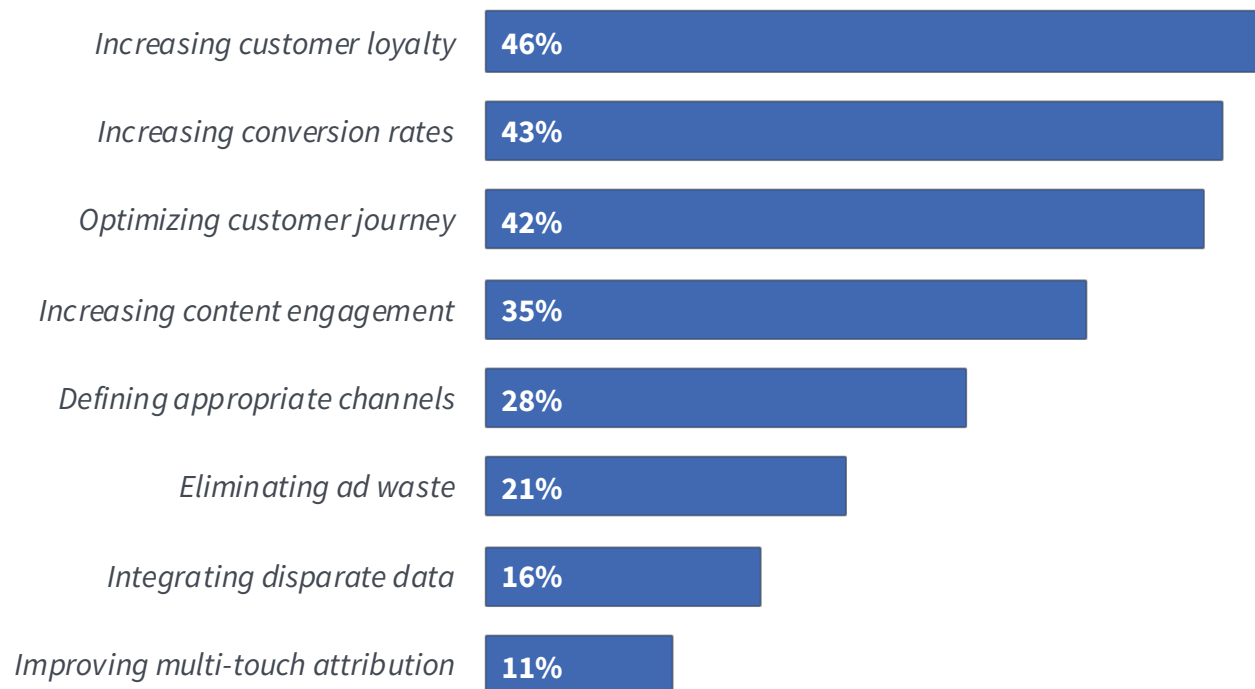 Increasing customer loyalty 46%
Increasing conversion rates 43%
Optimizing customer journey 42%
Increasing content engagement 35%
Defining appropriate channels 28%
Eliminating ad waste 21%
Integrating disparate data 16%
Improving multi-touch attribution 11%